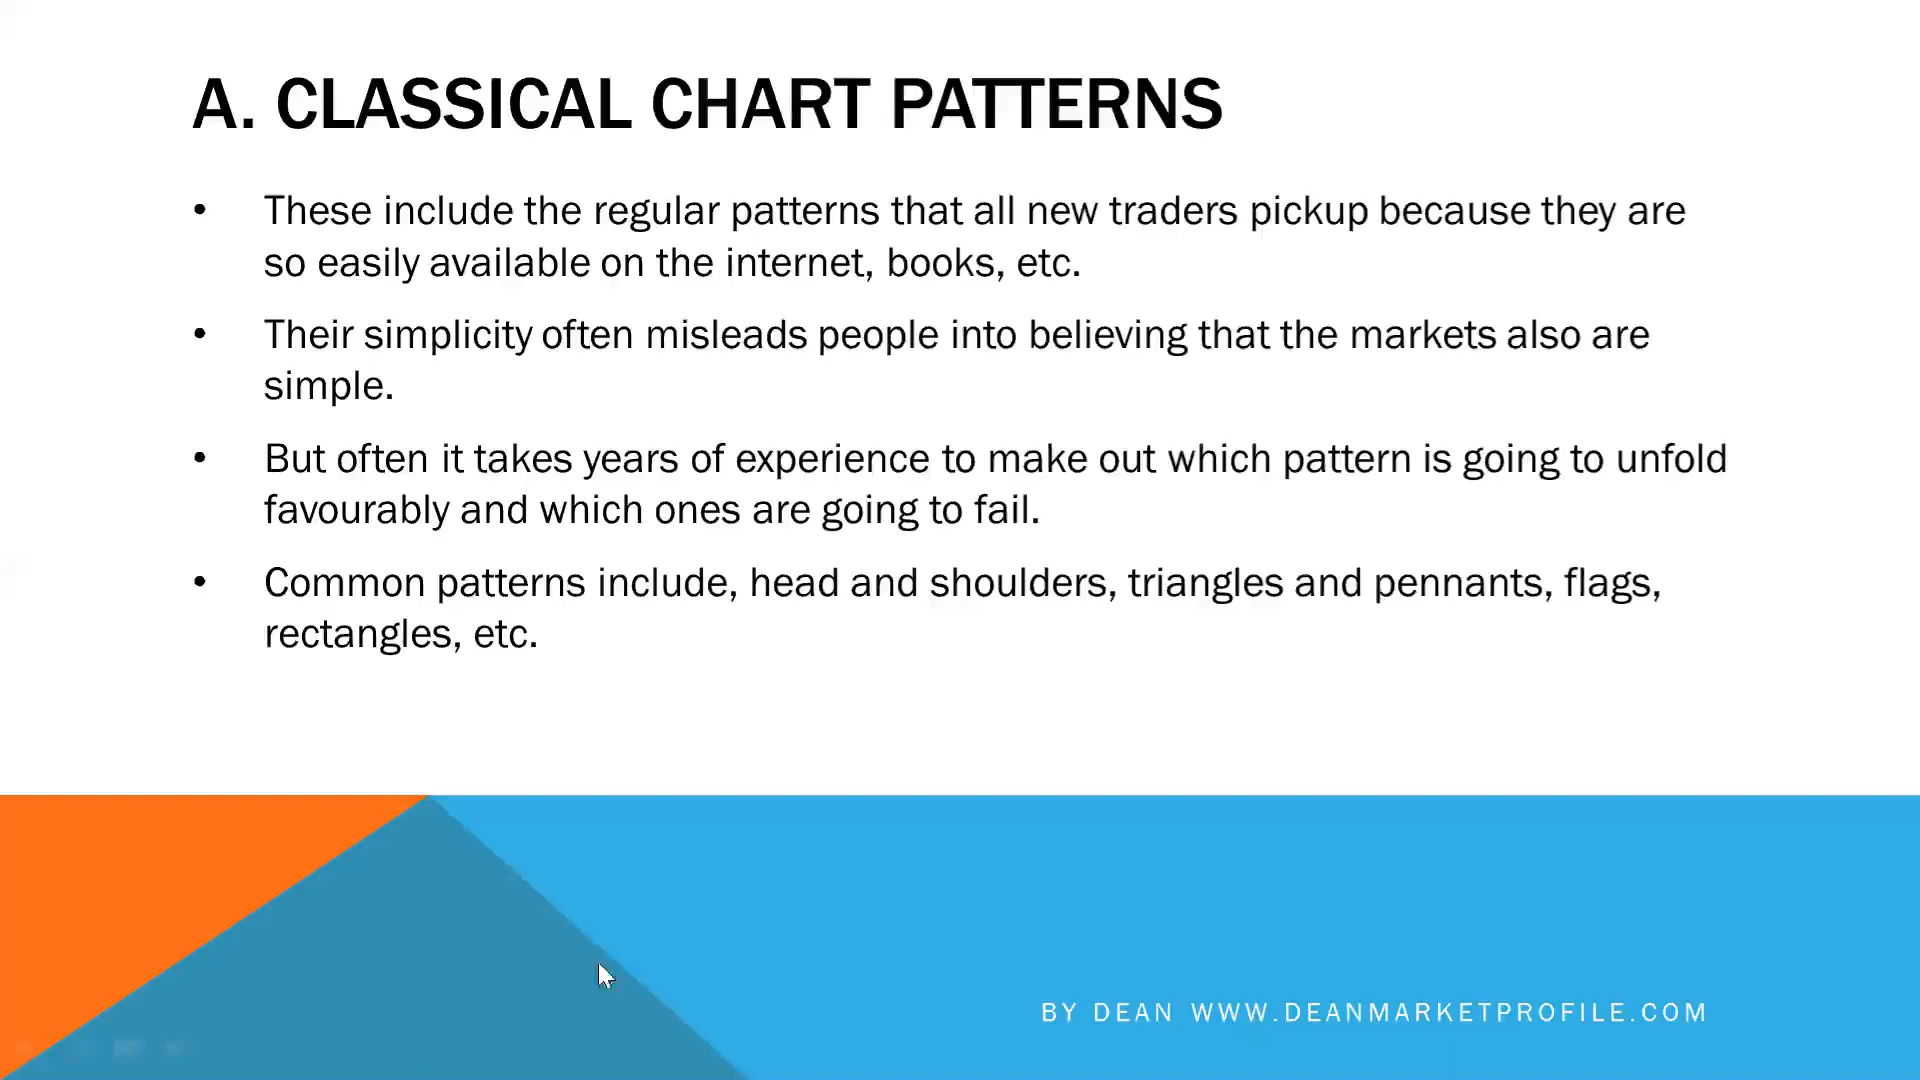 A. CLASSICAL CHART PATTERNS
• These include the regular patterns that all new traders pickup because they are
so easily available on the internet, books, etc.
• Their simplicity often misleads people into believing that the markets also are
simple.
• But often it takes years of experience to make out which pattern is going to unfold
favourably and which ones are going to fail.
• Common patterns include, head and shoulders, triangles and pennants, flags,
rectangles, etc.
BY DEAN WWW.DEANMARKETPROFILE.COM